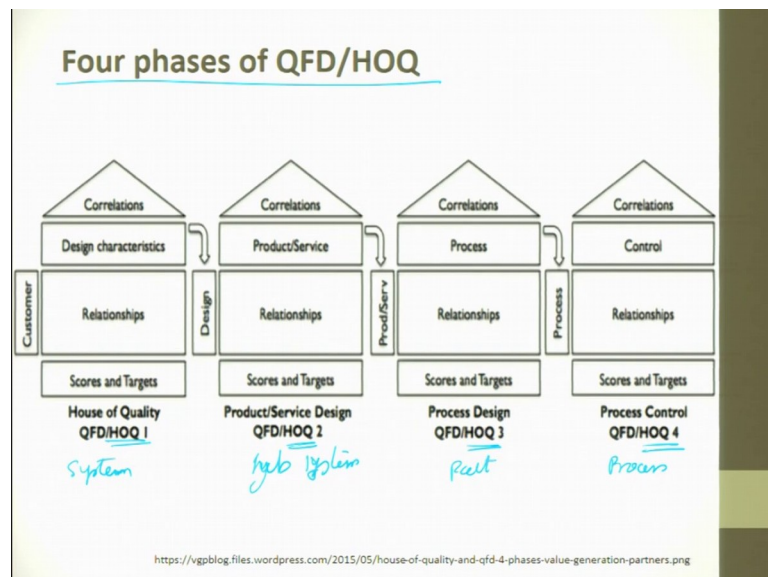 Four phases of QFD/HOQ
Correlations
Design characteristics
Customer
Relationships
Scores and Targets
House of Quality
QFD/HOQ 1
System
Correlations
Product/Service
Design
Relationships
Scores and Targets
Product/Service Design
QFD/HOQ 2
System
Correlations
Process
Prod/Serv
Relationships
Scores and Targets
Process Design
QFD/HOQ 3
Part
Correlations
Control
Process
Relationships
Scores and Targets
Process Control
QFD/HOQ 4
Process
https://vgpblog.files.wordpress.com/2015/05/house-of-quality-and-qfd-4-phases-value-generation-partners.png